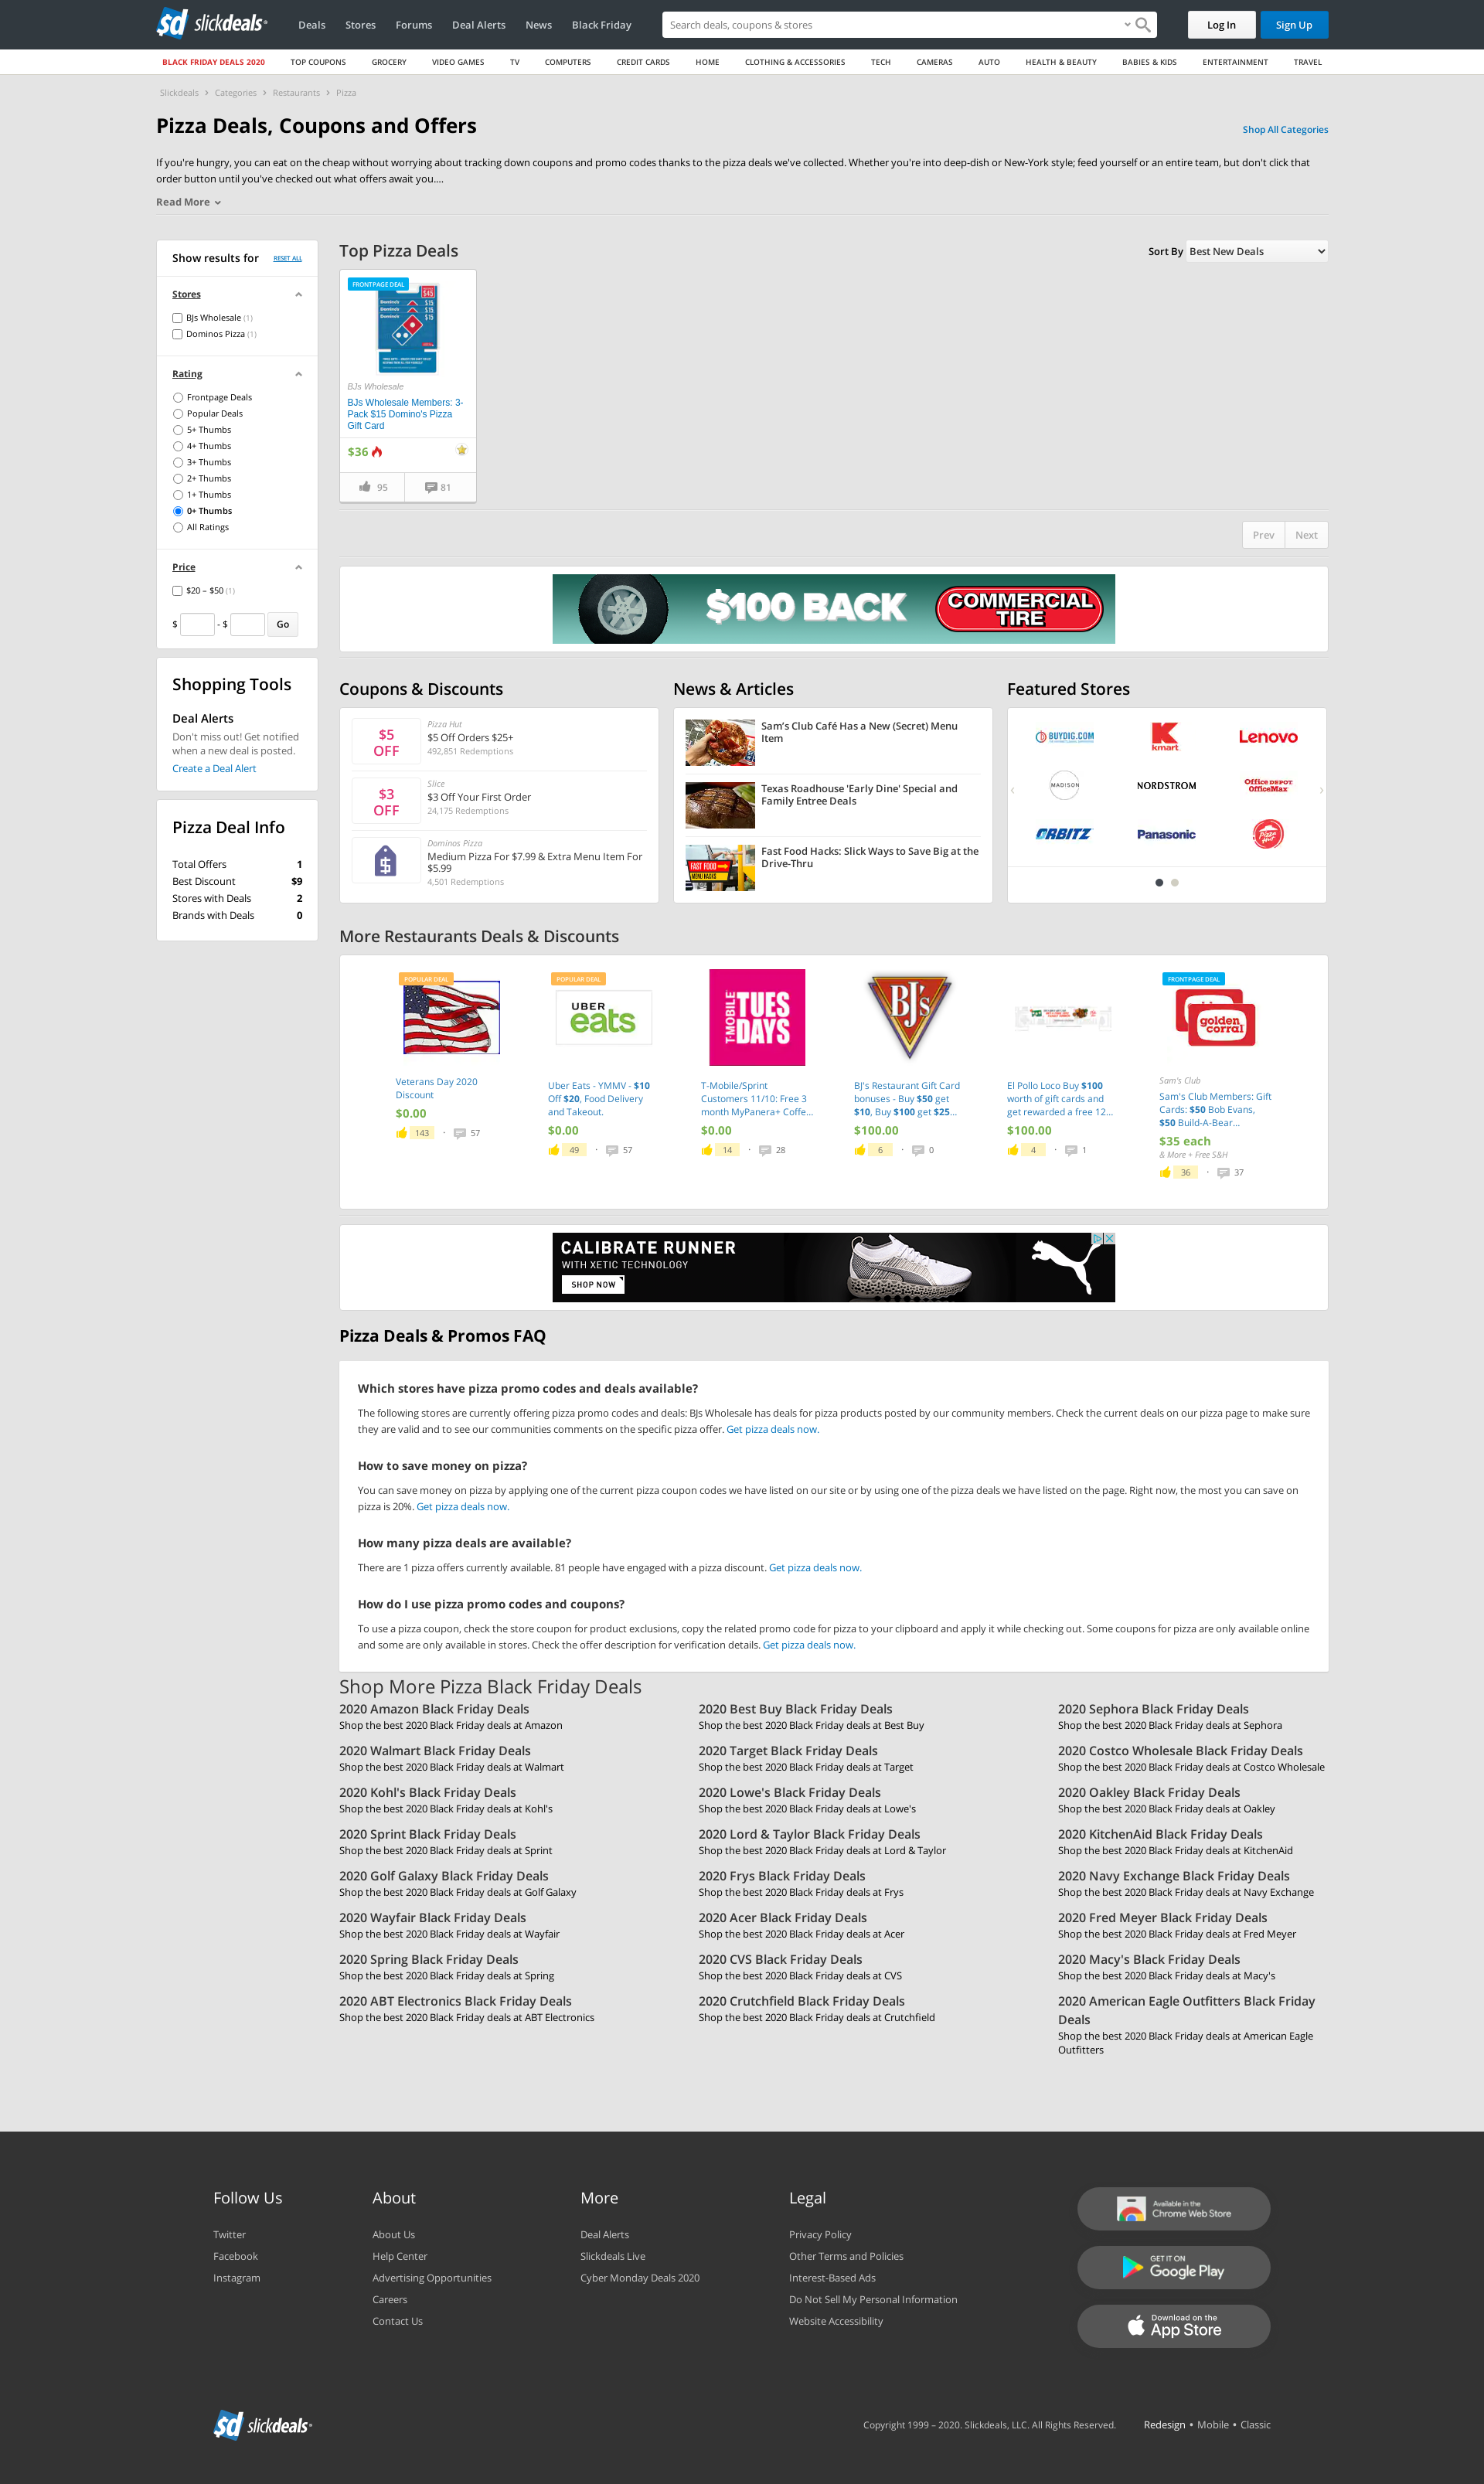 slickdeals
Deals
Stores
Forums
Deal Alerts
News
Black Friday
Search deals, coupons & stores
Log In
Sign Up
BLACK FRIDAY DEALS 2020
TOP COUPONS
GROCERY
VIDEO GAMES
TV
COMPUTERS
CREDIT CARDS
HOME
CLOTHING & ACCESSORIES
TECH
CAMERAS
AUTO
HEALTH & BEAUTY
BABIES & KIDS
ENTERTAINMENT
TRAVEL
Slickdeals › Categories › Restaurants › Pizza
Pizza Deals, Coupons and Offers
Shop All Categories
If you're hungry, you can eat on the cheap without worrying about tracking down coupons and promo codes thanks to the pizza deals we've collected. Whether you're into deep-dish or New-York style; feed yourself or an entire team, but don't click that
order button until you've checked out what offers await you....
Read More
Show results for
RESET ALL
Stores
BJs Wholesale (1)
Dominos Pizza (1)
Rating
Frontpage Deals
Popular Deals
5+ Thumbs
4+ Thumbs
3+ Thumbs
2+ Thumbs
1+ Thumbs
0+ Thumbs
All Ratings
Price
$20 – $50 (1)
$ - $ Go
Shopping Tools
Deal Alerts
Don't miss out! Get notified
when a new deal is posted.
Create a Deal Alert
Pizza Deal Info
Total Offers 1
Best Discount $9
Stores with Deals 2
Brands with Deals 0
Top Pizza Deals
Sort By Best New Deals
FRONTPAGE DEAL
$45
Domino's $15
Domino's $15
Domino's $15
BJs Wholesale
BJs Wholesale Members: 3-
Pack $15 Domino's Pizza
Gift Card
$36
95
81
Prev
Next
$100 BACK
COMMERCIAL
TIRE
Coupons & Discounts
$5
OFF
Pizza Hut
$5 Off Orders $25+
492,851 Redemptions
$3
OFF
Slice
$3 Off Your First Order
24,175 Redemptions
Dominos Pizza
Medium Pizza For $7.99 & Extra Menu Item For
$5.99
4,501 Redemptions
News & Articles
Sam's Club Café Has a New (Secret) Menu
Item
Texas Roadhouse 'Early Dine' Special and
Family Entree Deals
FAST FOOD
MENU HACKS
Fast Food Hacks: Slick Ways to Save Big at the
Drive-Thru
Featured Stores
BUYDIG.COM
kmart
Lenovo
MADISON
NORDSTROM
Office DEPOT
OfficeMax
ORBITZ
Panasonic
Pizza Hut
More Restaurants Deals & Discounts
POPULAR DEAL
Veterans Day 2020
Discount
$0.00
143 · 57
POPULAR DEAL
UBER
eats
Uber Eats - YMMV - $10
Off $20, Food Delivery
and Takeout.
$0.00
49 · 57
T-MOBILE
TUES
DAYS
T-Mobile/Sprint
Customers 11/10: Free 3
month MyPanera+ Coffe...
$0.00
14 · 28
BJ's
BJ's Restaurant Gift Card
bonuses - Buy $50 get
$10, Buy $100 get $25...
$100.00
6 · 0
El Pollo Loco Buy $100
worth of gift cards and
get rewarded a free 12...
$100.00
4 · 1
FRONTPAGE DEAL
golden
corral
Sam's Club
Sam's Club Members: Gift
Cards: $50 Bob Evans,
$50 Build-A-Bear...
$35 each
& More + Free S&H
36 · 37
CALIBRATE RUNNER
WITH XETIC TECHNOLOGY
SHOP NOW
Pizza Deals & Promos FAQ
Which stores have pizza promo codes and deals available?
The following stores are currently offering pizza promo codes and deals: BJs Wholesale has deals for pizza products posted by our community members. Check the current deals on our pizza page to make sure
they are valid and to see our communities comments on the specific pizza offer. Get pizza deals now.
How to save money on pizza?
You can save money on pizza by applying one of the current pizza coupon codes we have listed on our site or by using one of the pizza deals we have listed on the page. Right now, the most you can save on
pizza is 20%. Get pizza deals now.
How many pizza deals are available?
There are 1 pizza offers currently available. 81 people have engaged with a pizza discount. Get pizza deals now.
How do I use pizza promo codes and coupons?
To use a pizza coupon, check the store coupon for product exclusions, copy the related promo code for pizza to your clipboard and apply it while checking out. Some coupons for pizza are only available online
and some are only available in stores. Check the offer description for verification details. Get pizza deals now.
Shop More Pizza Black Friday Deals
2020 Amazon Black Friday Deals
Shop the best 2020 Black Friday deals at Amazon
2020 Best Buy Black Friday Deals
Shop the best 2020 Black Friday deals at Best Buy
2020 Sephora Black Friday Deals
Shop the best 2020 Black Friday deals at Sephora
2020 Walmart Black Friday Deals
Shop the best 2020 Black Friday deals at Walmart
2020 Target Black Friday Deals
Shop the best 2020 Black Friday deals at Target
2020 Costco Wholesale Black Friday Deals
Shop the best 2020 Black Friday deals at Costco Wholesale
2020 Kohl's Black Friday Deals
Shop the best 2020 Black Friday deals at Kohl's
2020 Lowe's Black Friday Deals
Shop the best 2020 Black Friday deals at Lowe's
2020 Oakley Black Friday Deals
Shop the best 2020 Black Friday deals at Oakley
2020 Sprint Black Friday Deals
Shop the best 2020 Black Friday deals at Sprint
2020 Lord & Taylor Black Friday Deals
Shop the best 2020 Black Friday deals at Lord & Taylor
2020 KitchenAid Black Friday Deals
Shop the best 2020 Black Friday deals at KitchenAid
2020 Golf Galaxy Black Friday Deals
Shop the best 2020 Black Friday deals at Golf Galaxy
2020 Frys Black Friday Deals
Shop the best 2020 Black Friday deals at Frys
2020 Navy Exchange Black Friday Deals
Shop the best 2020 Black Friday deals at Navy Exchange
2020 Wayfair Black Friday Deals
Shop the best 2020 Black Friday deals at Wayfair
2020 Acer Black Friday Deals
Shop the best 2020 Black Friday deals at Acer
2020 Fred Meyer Black Friday Deals
Shop the best 2020 Black Friday deals at Fred Meyer
2020 Spring Black Friday Deals
Shop the best 2020 Black Friday deals at Spring
2020 CVS Black Friday Deals
Shop the best 2020 Black Friday deals at CVS
2020 Macy's Black Friday Deals
Shop the best 2020 Black Friday deals at Macy's
2020 ABT Electronics Black Friday Deals
Shop the best 2020 Black Friday deals at ABT Electronics
2020 Crutchfield Black Friday Deals
Shop the best 2020 Black Friday deals at Crutchfield
2020 American Eagle Outfitters Black Friday
Deals
Shop the best 2020 Black Friday deals at American Eagle
Outfitters
Follow Us
Twitter
Facebook
Instagram
About
About Us
Help Center
Advertising Opportunities
Careers
Contact Us
More
Deal Alerts
Slickdeals Live
Cyber Monday Deals 2020
Legal
Privacy Policy
Other Terms and Policies
Interest-Based Ads
Do Not Sell My Personal Information
Website Accessibility
Available in the
Chrome Web Store
GET IT ON
Google Play
Download on the
App Store
slickdeals
Copyright 1999 – 2020. Slickdeals, LLC. All Rights Reserved.
Redesign • Mobile • Classic